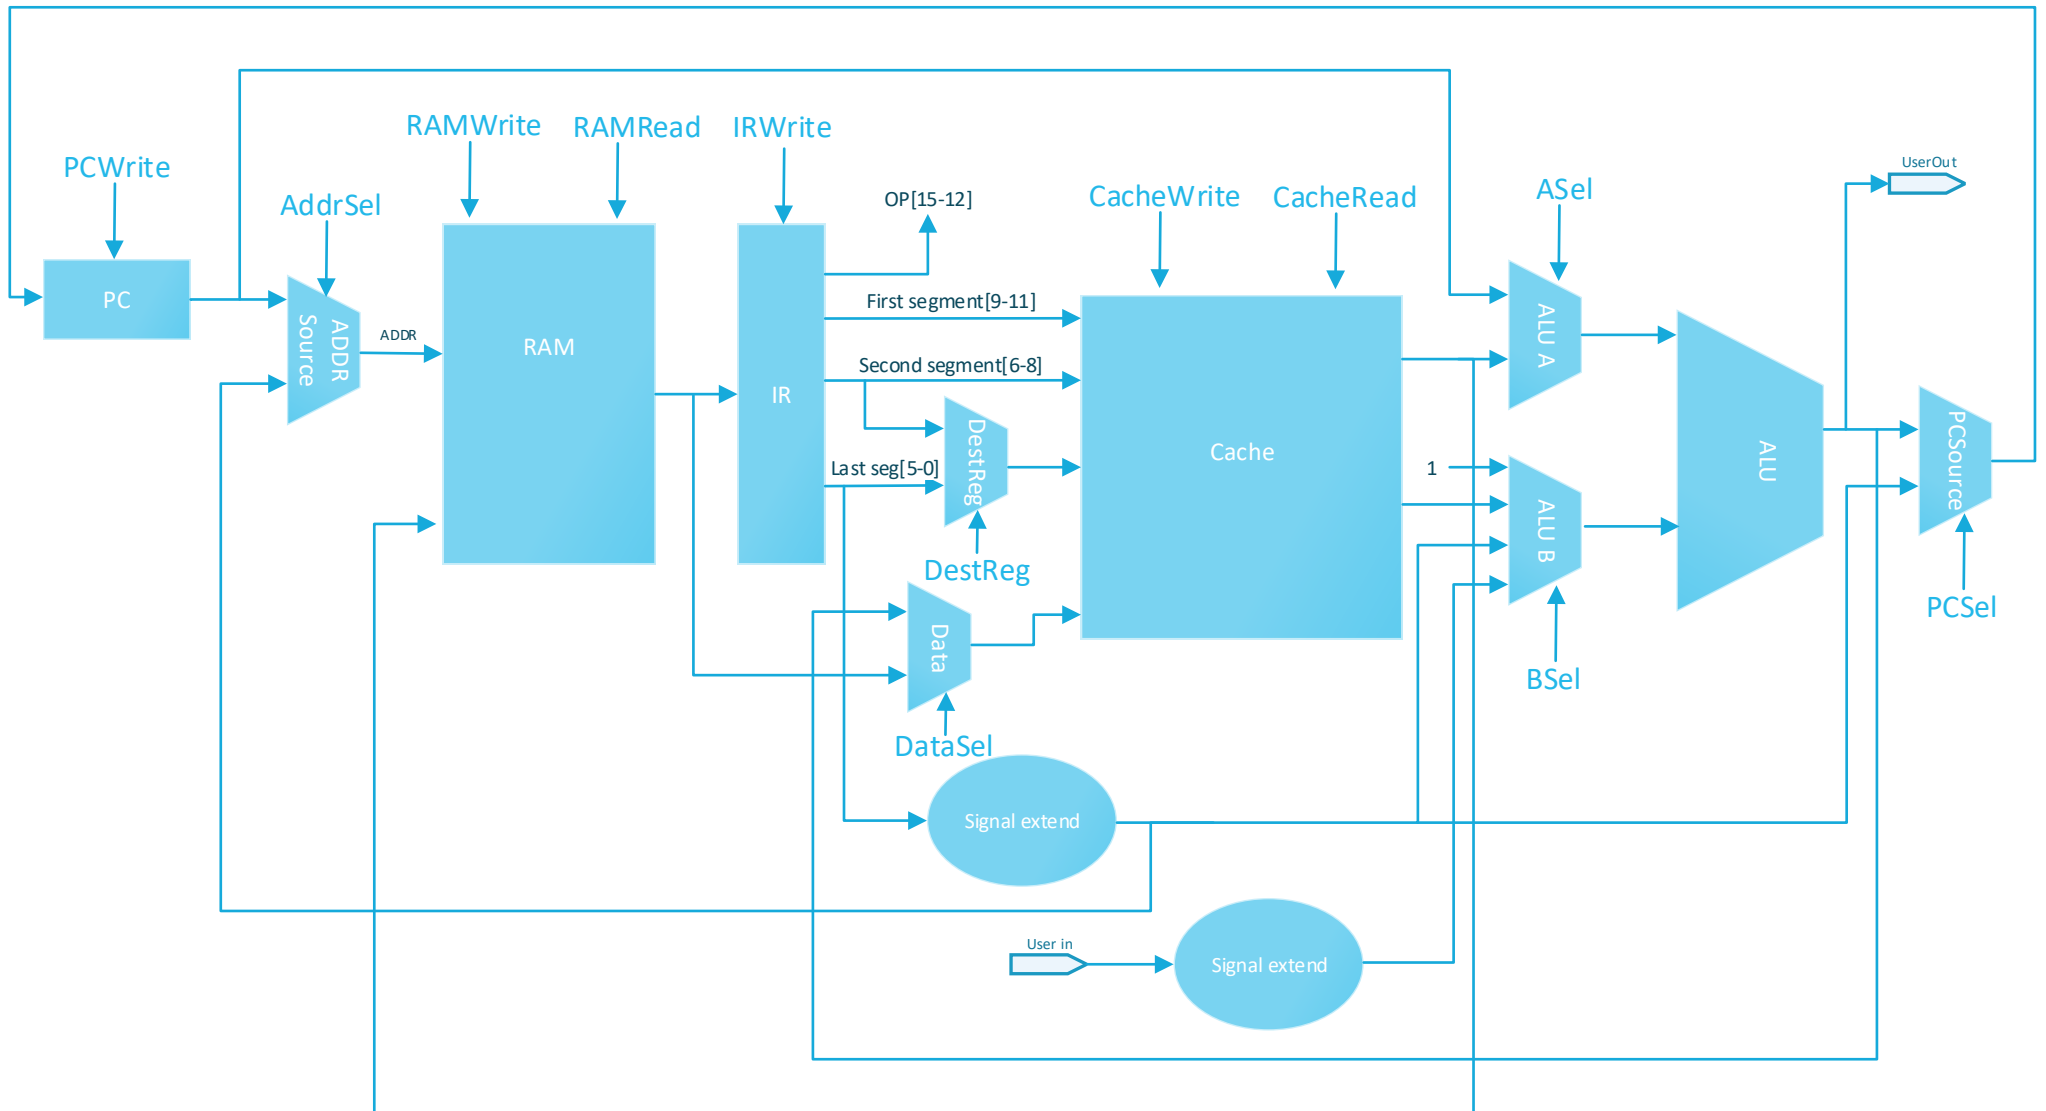 RAMWrite
RAMRead
IRWrite
PCWrite
UserOut
AddrSel
OP[15-12]
CacheWrite
CacheRead
ASel
PC
ADDR
Source
ADDR
RAM
First segment[9-11]
ALU A
Second segment[6-8]
IR
DestReg
Cache
PCSource
ALU
Last seg[5-0]
1
ALU B
DestReg
PCSel
Data
BSel
DataSel
Signal extend
User in
Signal extend